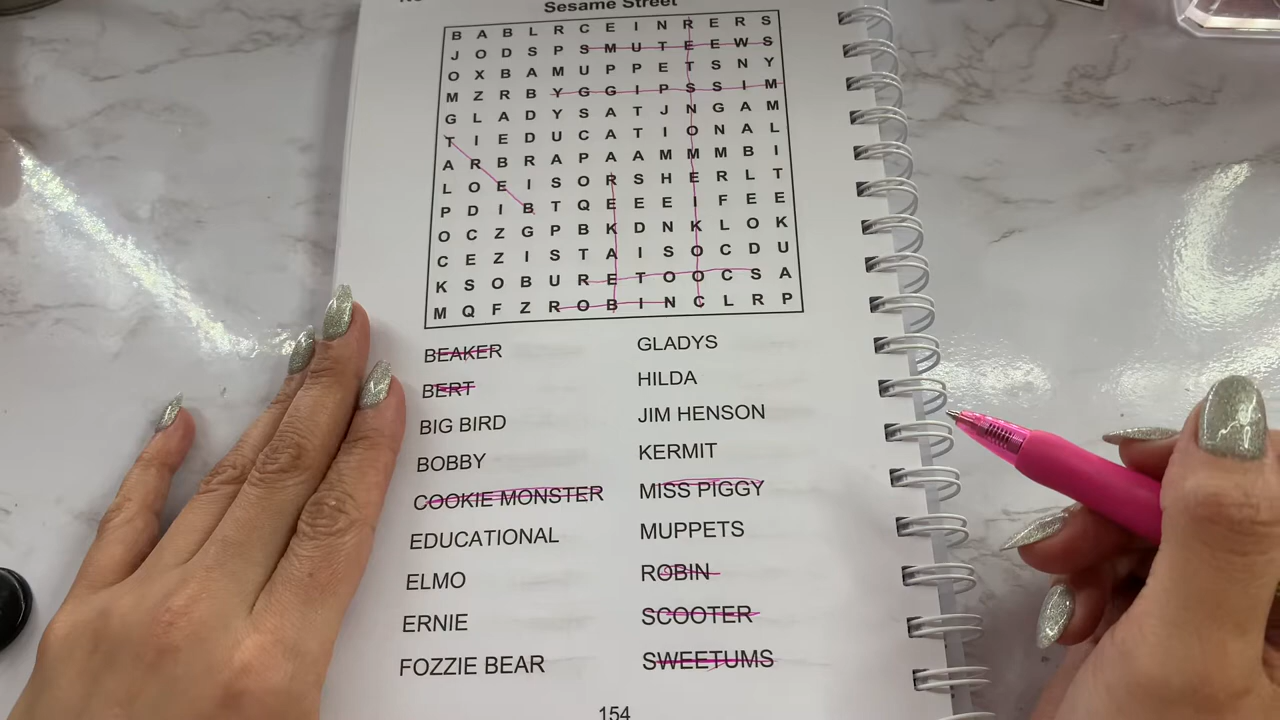 Sesame Street
B A B L R C E I N R E R S
J O D S P S M U T E E W S
O X B A M U P P E T S N Y
M Z R B Y G G I P S S I M
G L A D Y S A T J N G A M
T I E D U C A T I O N A L
A R B R A P A A M M M B I
L O E I S O R S H E R L T
P D I B T Q E E E I F E E
O C Z G P B K D N K L O K
C E Z I S T A I S O C D U
K S O B U R E T O O C S A
M Q F Z R O B I N C L R P
BEAKER
BERT
BIG BIRD
BOBBY
COOKIE MONSTER
EDUCATIONAL
ELMO
ERNIE
FOZZIE BEAR
GLADYS
HILDA
JIM HENSON
KERMIT
MISS PIGGY
MUPPETS
ROBIN
SCOOTER
SWEETUMS
154